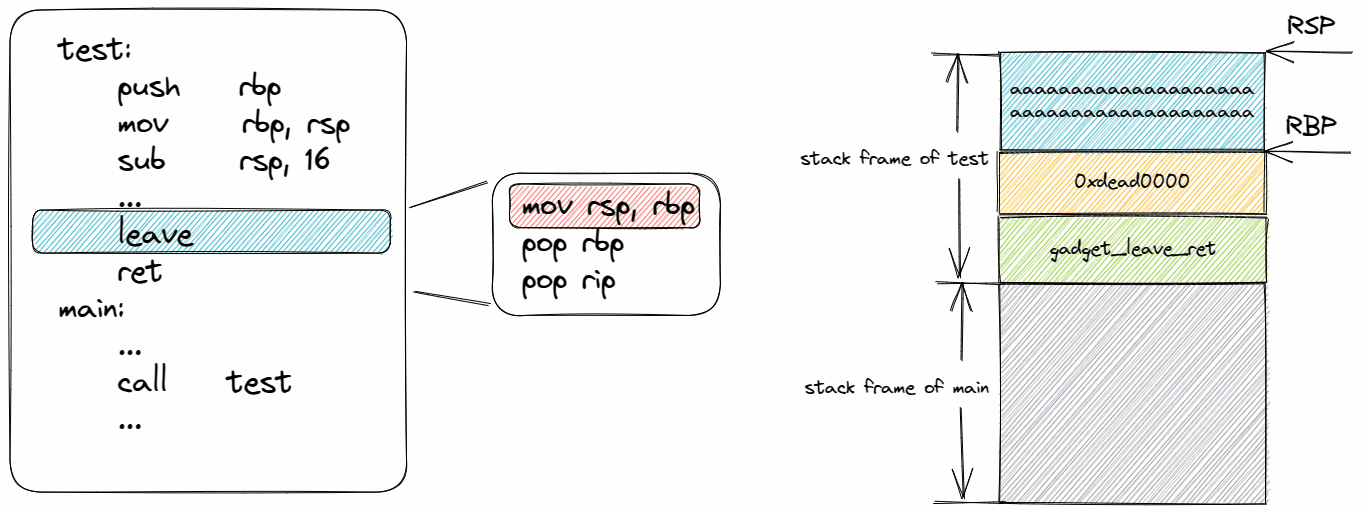 test:
push rbp
mov rbp, rsp
sub rsp, 16
...
leave
ret
main:
...
call test
...
mov rsp, rbp
pop rbp
pop rip
RSP
aaaaaaaaaaaaaaaaaaaa
aaaaaaaaaaaaaaaaaaaa
RBP
stack frame of test
0xdead0000
gadget_leave_ret
stack frame of main